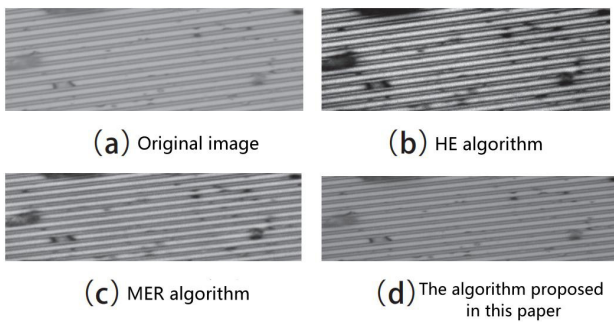 (a) Original image
(b) HE algorithm
(c) MER algorithm
(d) The algorithm proposed
in this paper